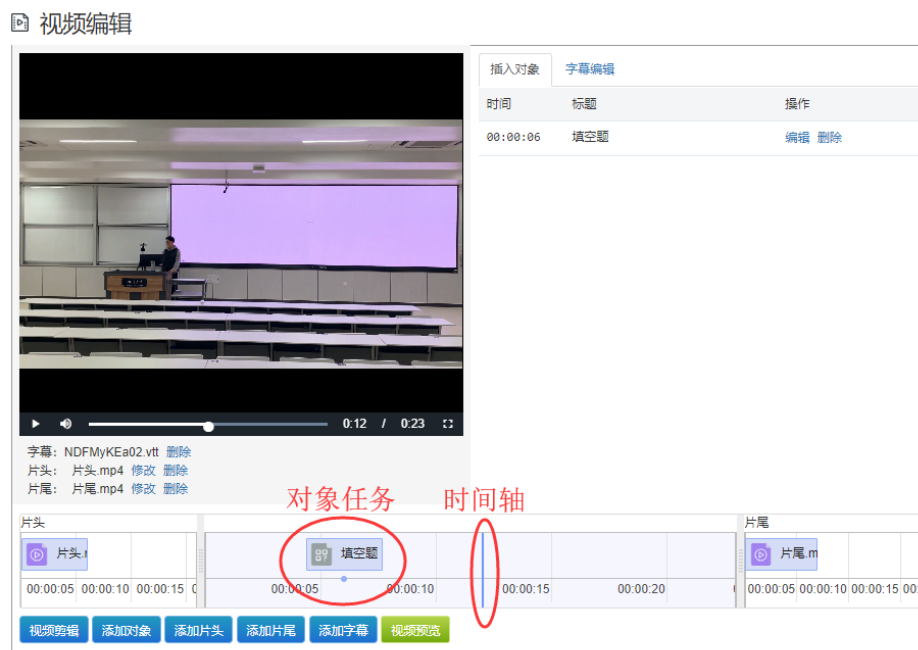 视频编辑
插入对象 字幕编辑
时间 标题 操作
00:00:06 填空题 编辑 删除
0:12 / 0:23
字幕: NDFMyKEa02.vtt 删除
片头: 片头.mp4 修改 删除
片尾: 片尾.mp4 修改 删除
对象任务 时间轴
片头 片尾
片头 填空题 片尾.m
00:00:05 00:00:10 00:00:15 00:00:05 00:00:10 00:00:15 00:00:20 00:00:05 00:00:10 00:00:15 00:
视频剪辑 添加对象 添加片头 添加片尾 添加字幕 视频预览